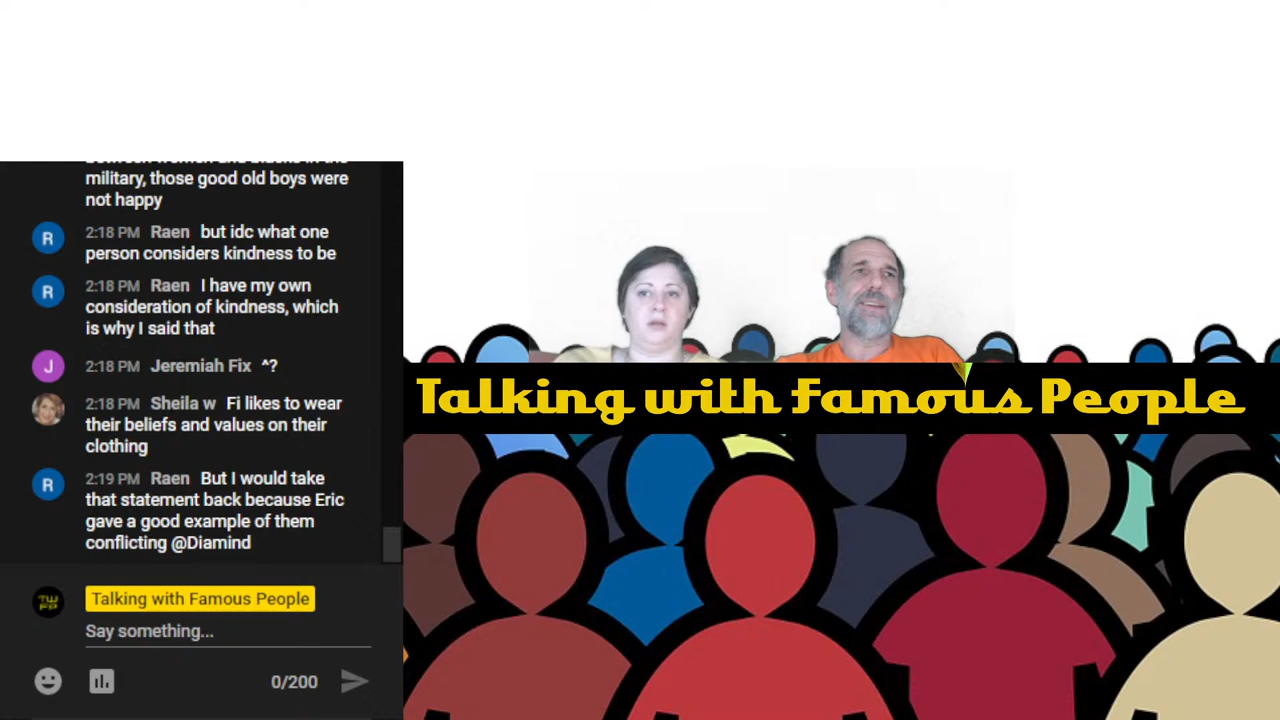 military, those good old boys were
not happy
R
2:18 PM Raen but idc what one
person considers kindness to be
R
2:18 PM Raen I have my own
consideration of kindness, which
is why I said that
J
2:18 PM Jeremiah Fix ^?
2:18 PM Sheila w Fi likes to wear
their beliefs and values on their
clothing
R
2:19 PM Raen But I would take
that statement back because Eric
gave a good example of them
conflicting @Diamind
TW
FP
Talking with Famous People
Say something...
0/200
Talking with Famous People